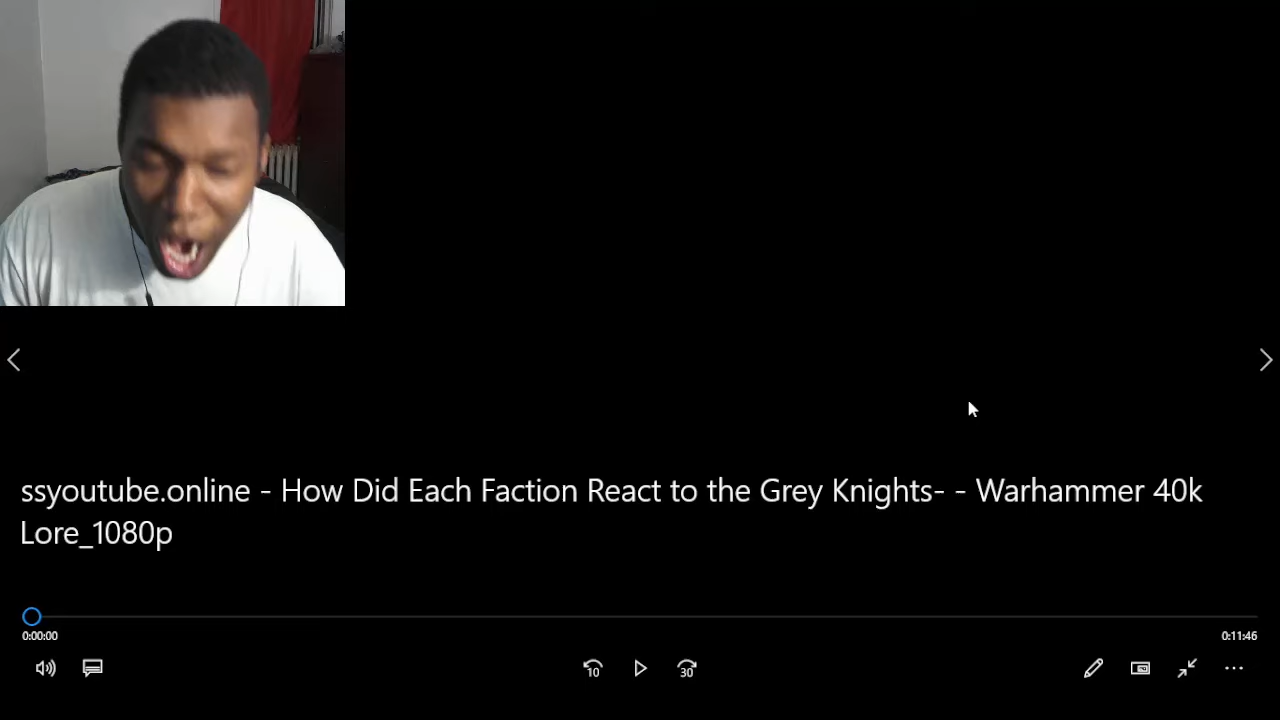 ssyoutube.online - How Did Each Faction React to the Grey Knights- - Warhammer 40k
Lore_1080p
0:00:00
0:11:46
10
30